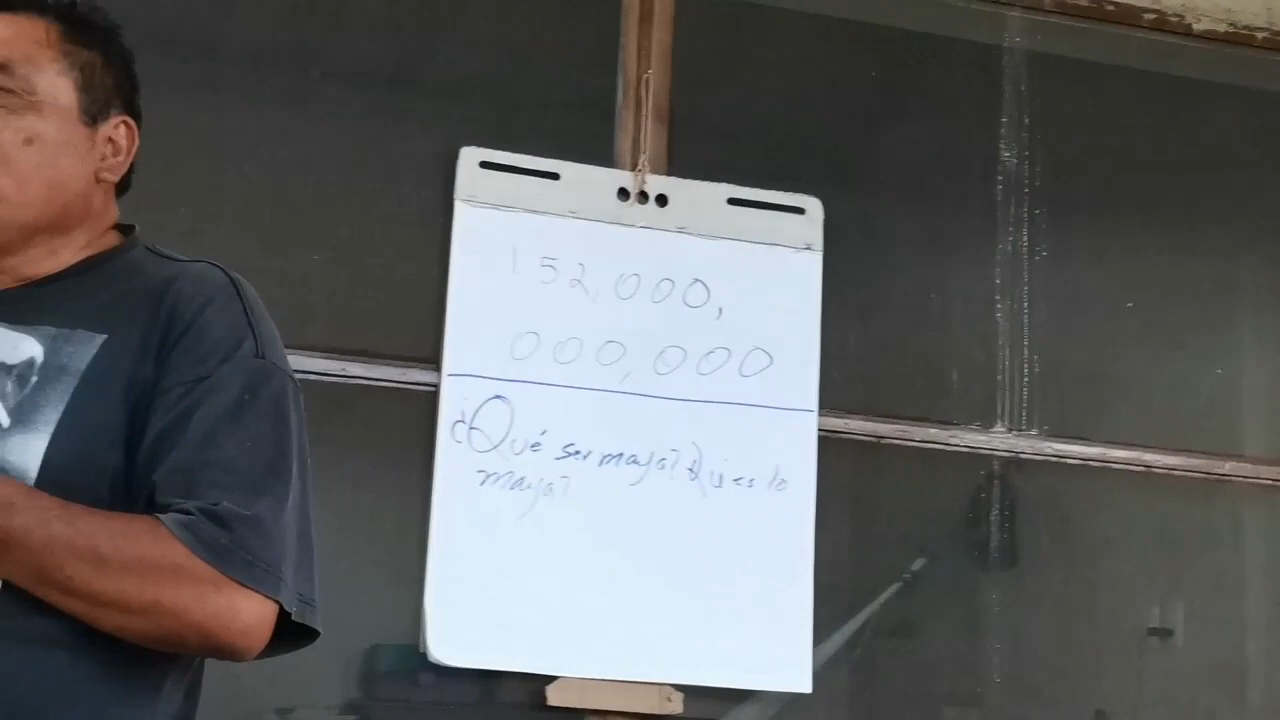 152,000,
000,000
¿Qué ser maya? Qué es lo
maya?